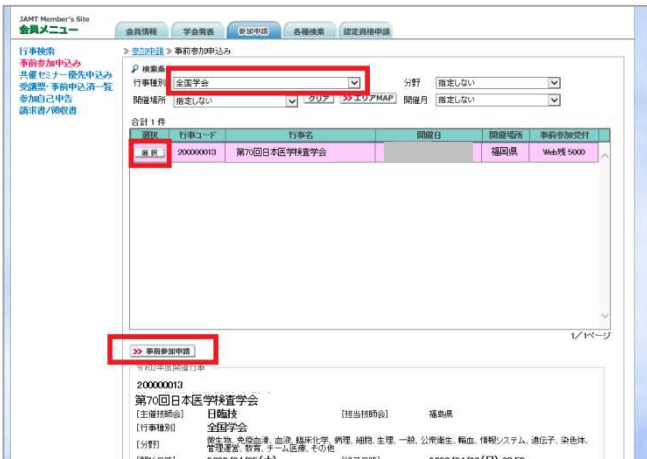 JAMT Member's Site
会員メニュー
会員情報 学会発表 参加申請 各種検索 認定資格申請
行事検索
事前参加申込み
共催セミナー優先申込み
受講票・事前申込済一覧
参加自己申告
請求書/領収書
≫ 参加申請 ≫ 事前参加申込み
検索条
行事種別 全国学会 分野 指定しない
開催場所 指定しない クリア ≫エリアMAP 開催月 指定しない
合計 1 件
選択 行事コード 行事名 開催日 開催場所 事前参加受付
選択 200000013 第70回日本医学検査学会 福岡県 Web残 5000
1/1ページ
≫ 事前参加申請
令和2年度開催行事
200000013
第70回日本医学検査学会
[主催技師会] 日臨技 [担当技師会] 福島県
[行事種別] 全国学会
[分野] 微生物、免疫血清、血液、臨床化学、病理、細胞、生理、一般、公衆衛生、輸血、情報システム、遺伝子、染色体、
管理運営、教育、チーム医療、その他